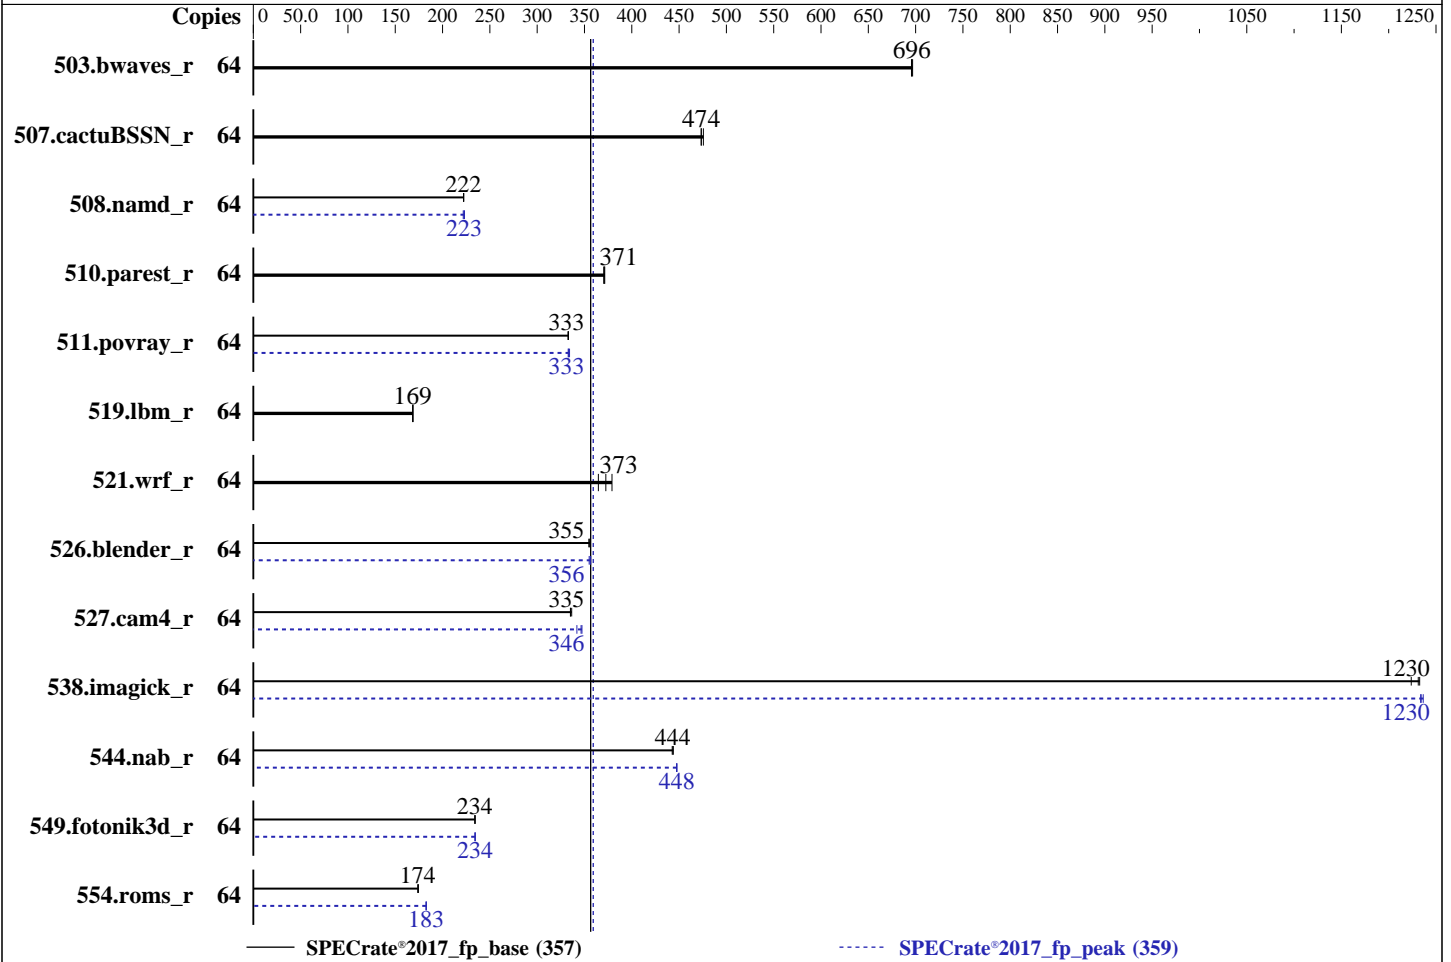 Copies 0 50.0 100 150 200 250 300 350 400 450 500 550 600 650 700 750 800 850 900 950 1050 1150 1250
503.bwaves_r 64 696
507.cactuBSSN_r 64 474
508.namd_r 64 222
223
510.parest_r 64 371
511.povray_r 64 333
333
519.lbm_r 64 169
521.wrf_r 64 373
526.blender_r 64 355
356
527.cam4_r 64 335
346
538.imagick_r 64 1230
1230
544.nab_r 64 444
448
549.fotonik3d_r 64 234
234
554.roms_r 64 174
183
SPECrate®2017_fp_base (357) SPECrate®2017_fp_peak (359)